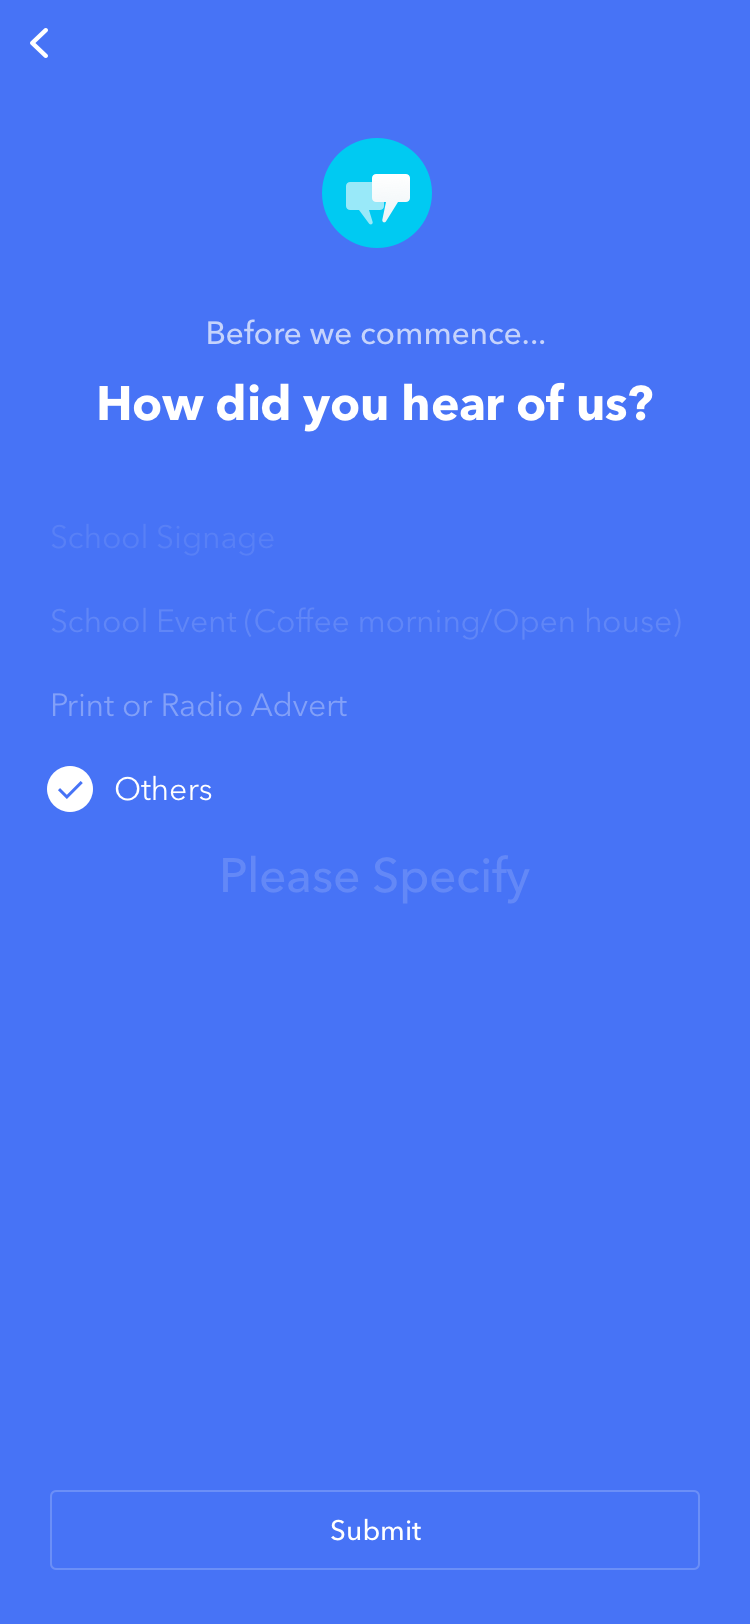 Before we commence...
How did you hear of us?
School Signage
School Event (Coffee morning/Open house)
Print or Radio Advert
Others
Please Specify
Submit